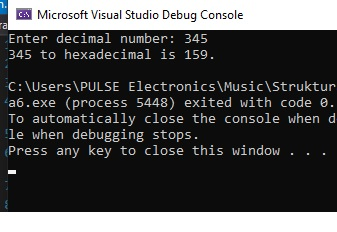 Microsoft Visual Studio Debug Console
Enter decimal number: 345
345 to hexadecimal is 159.
C:\Users\PULSE Electronics\Music\Struktur
a6.exe (process 5448) exited with code 0.
To automatically close the console when d
le when debugging stops.
Press any key to close this window . . .